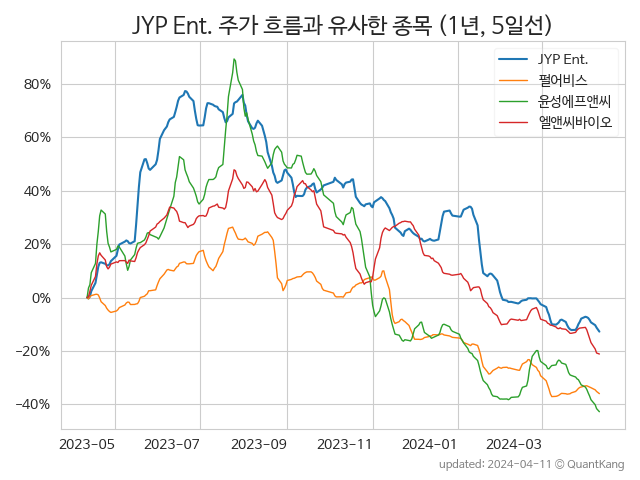 JYP Ent. 주가 흐름과 유사한 종목 (1년, 5일선)
JYP Ent.
펄어비스
윤성에프앤씨
엘앤씨바이오
80%
60%
40%
20%
0%
−20%
−40%
2023-05
2023-07
2023-09
2023-11
2024-01
2024-03
updated: 2024-04-11 © QuantKang